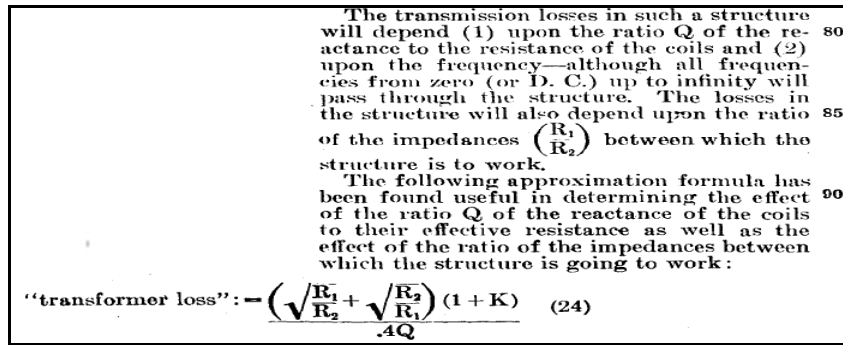 The transmission losses in such a structure
will depend (1) upon the ratio Q of the re- 80
actance to the resistance of the coils and (2)
upon the frequency—although all frequen-
cies from zero (or D. C.) up to infinity will
pass through the structure. The losses in
the structure will also depend upon the ratio 85
of the impedances (R₁/R₂) between which the
structure is to work.
The following approximation formula has
been found useful in determining the effect 90
of the ratio Q of the reactance of the coils
to their effective resistance as well as the
effect of the ratio of the impedances between
which the structure is going to work:
"transformer loss":=(√(R₁/R₂)+√(R₂/R₁))(1+K)/.4Q (24)